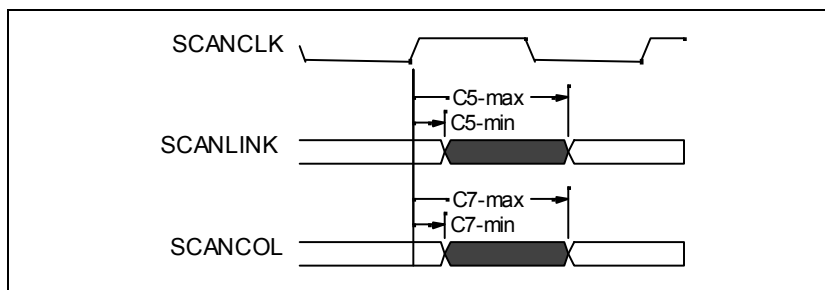 SCANCLK
C5-max
C5-min
SCANLINK
C7-max
C7-min
SCANCOL